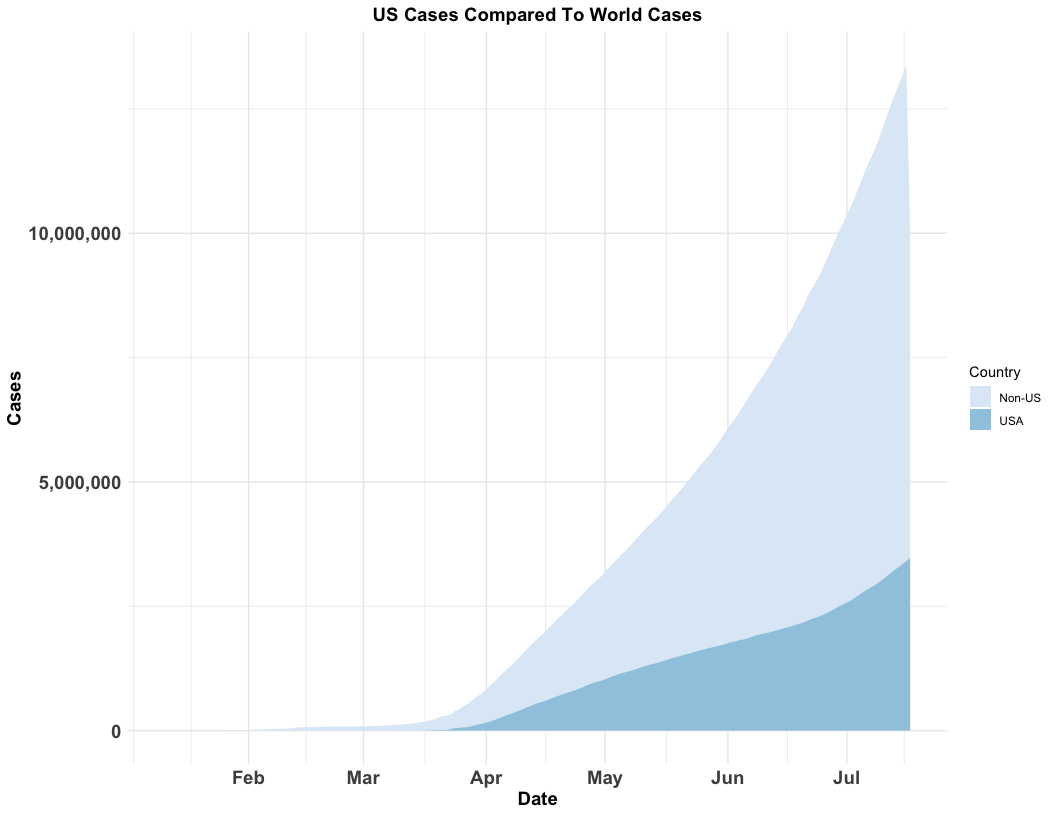 US Cases Compared To World Cases
10,000,000
5,000,000
0
Cases
Feb Mar Apr May Jun Jul
Date
Country
Non-US
USA